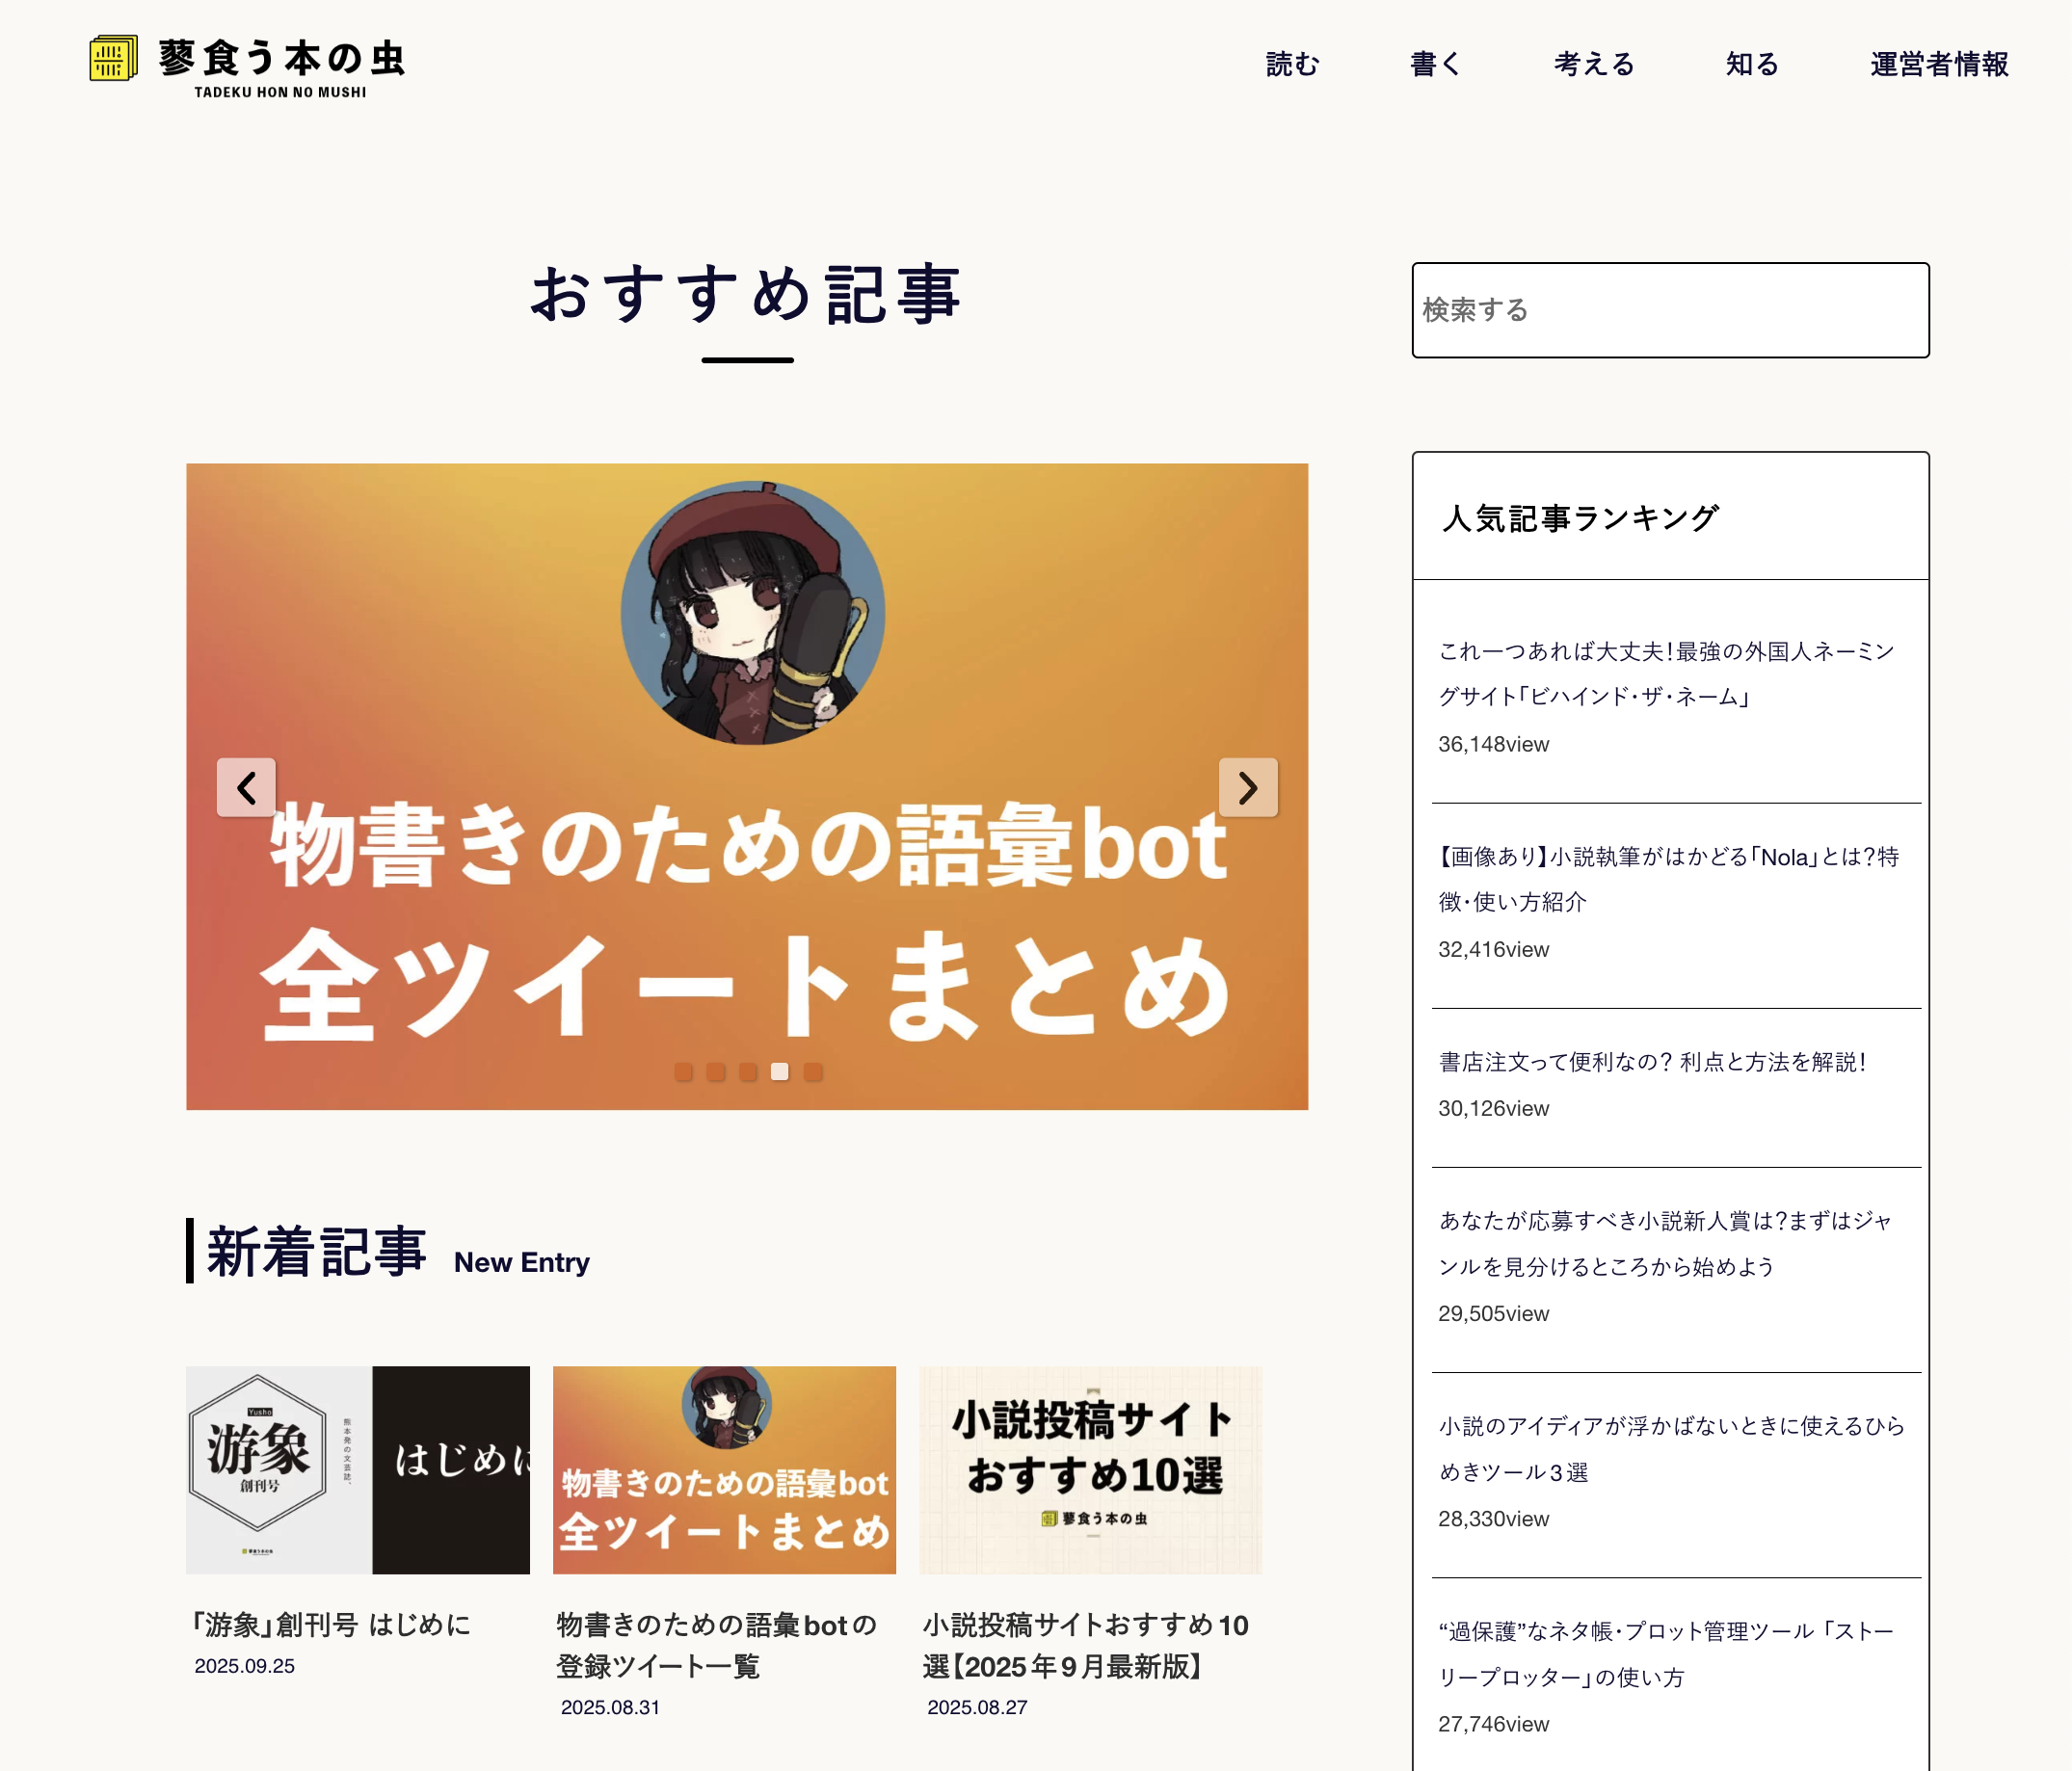 蓼食う本の虫
TADEKU HON NO MUSHI
読む 書く 考える 知る 運営者情報
おすすめ記事
物書きのための語彙bot
全ツイートまとめ
新着記事 New Entry
Yusho
游象
創刊号
熊本発の文芸誌。
蓼食う本の虫
はじめに
「游象」創刊号 はじめに
2025.09.25
物書きのための語彙bot
全ツイートまとめ
物書きのための語彙botの
登録ツイート一覧
2025.08.31
小説投稿サイト
おすすめ10選
蓼食う本の虫
小説投稿サイトおすすめ10
選【2025年9月最新版】
2025.08.27
検索する
人気記事ランキング
これ一つあれば大丈夫！最強の外国人ネーミン
グサイト「ビハインド・ザ・ネーム」
36,148view
【画像あり】小説執筆がはかどる「Nola」とは？特
徴・使い方紹介
32,416view
書店注文って便利なの？ 利点と方法を解説！
30,126view
あなたが応募すべき小説新人賞は？まずはジャ
ンルを見分けるところから始めよう
29,505view
小説のアイディアが浮かばないときに使えるひら
めきツール3選
28,330view
“過保護”なネタ帳・プロット管理ツール「ストー
リープロッター」の使い方
27,746view